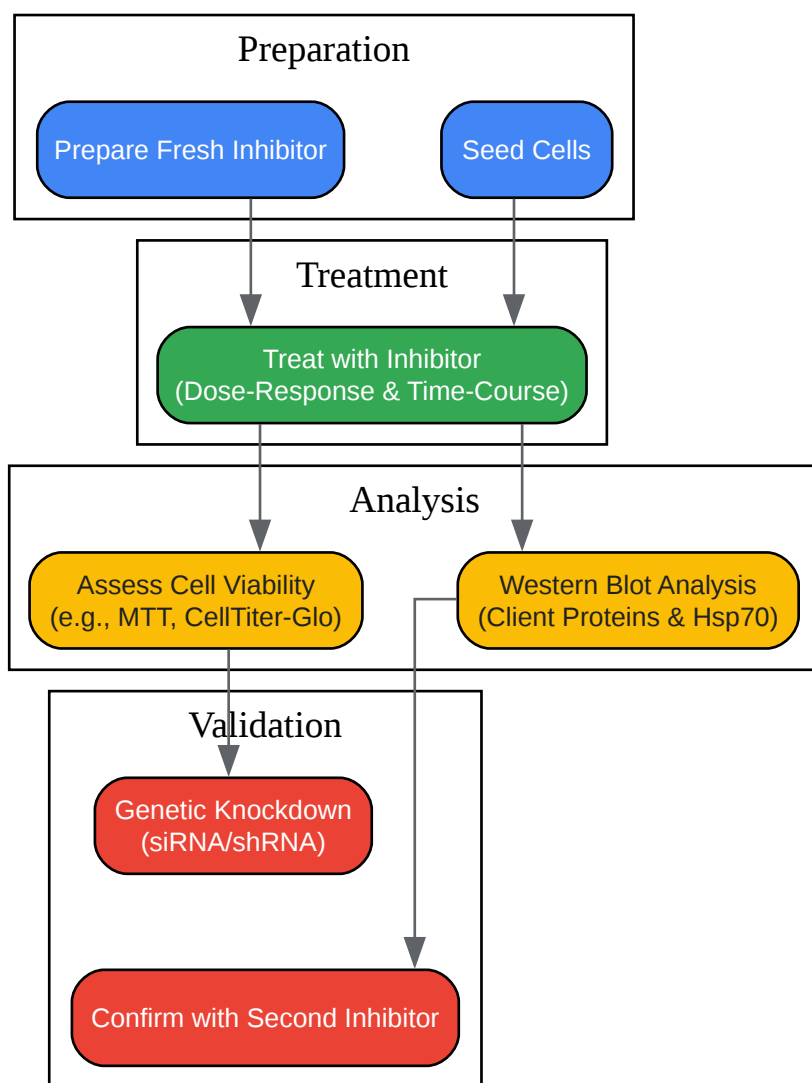 Preparation
Prepare Fresh Inhibitor
Seed Cells
Treatment
Treat with Inhibitor
(Dose-Response & Time-Course)
Analysis
Assess Cell Viability
(e.g., MTT, CellTiter-Glo)
Western Blot Analysis
(Client Proteins & Hsp70)
Validation
Genetic Knockdown
(siRNA/shRNA)
Confirm with Second Inhibitor